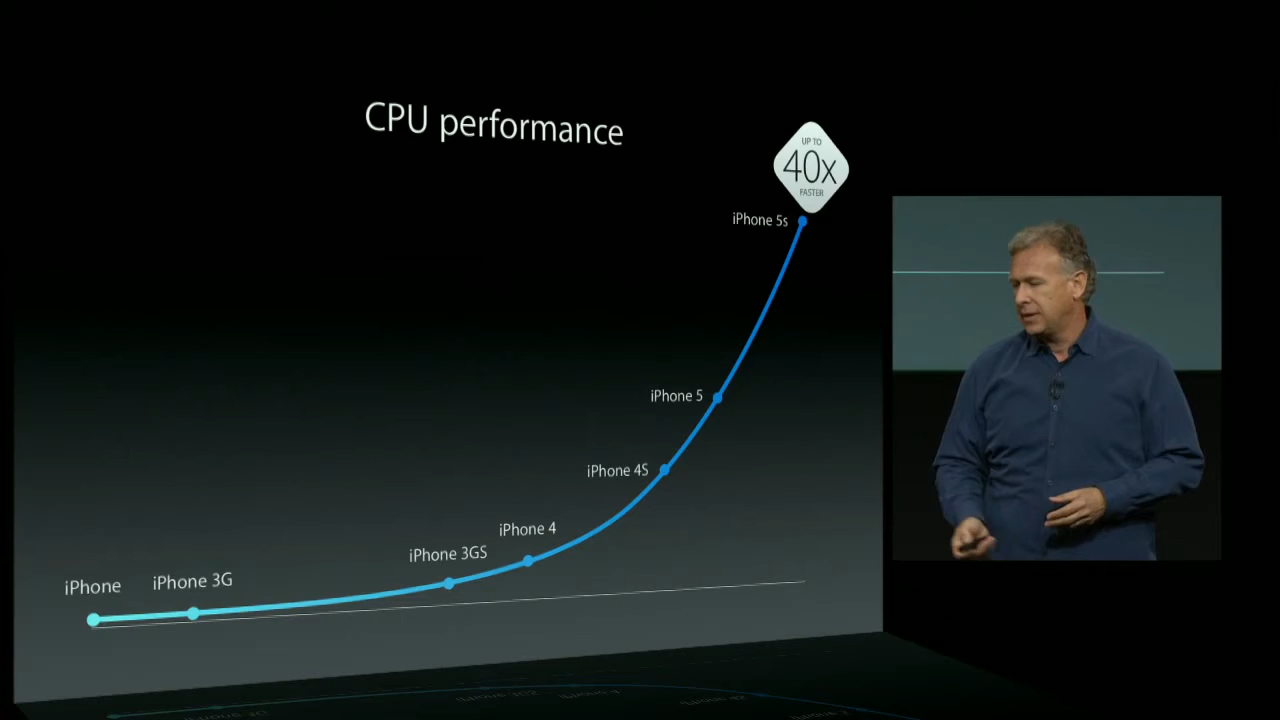 CPU performance
UP TO
40x
FASTER
iPhone 5s
iPhone 5
iPhone 4S
iPhone 4
iPhone 3GS
iPhone 3G
iPhone